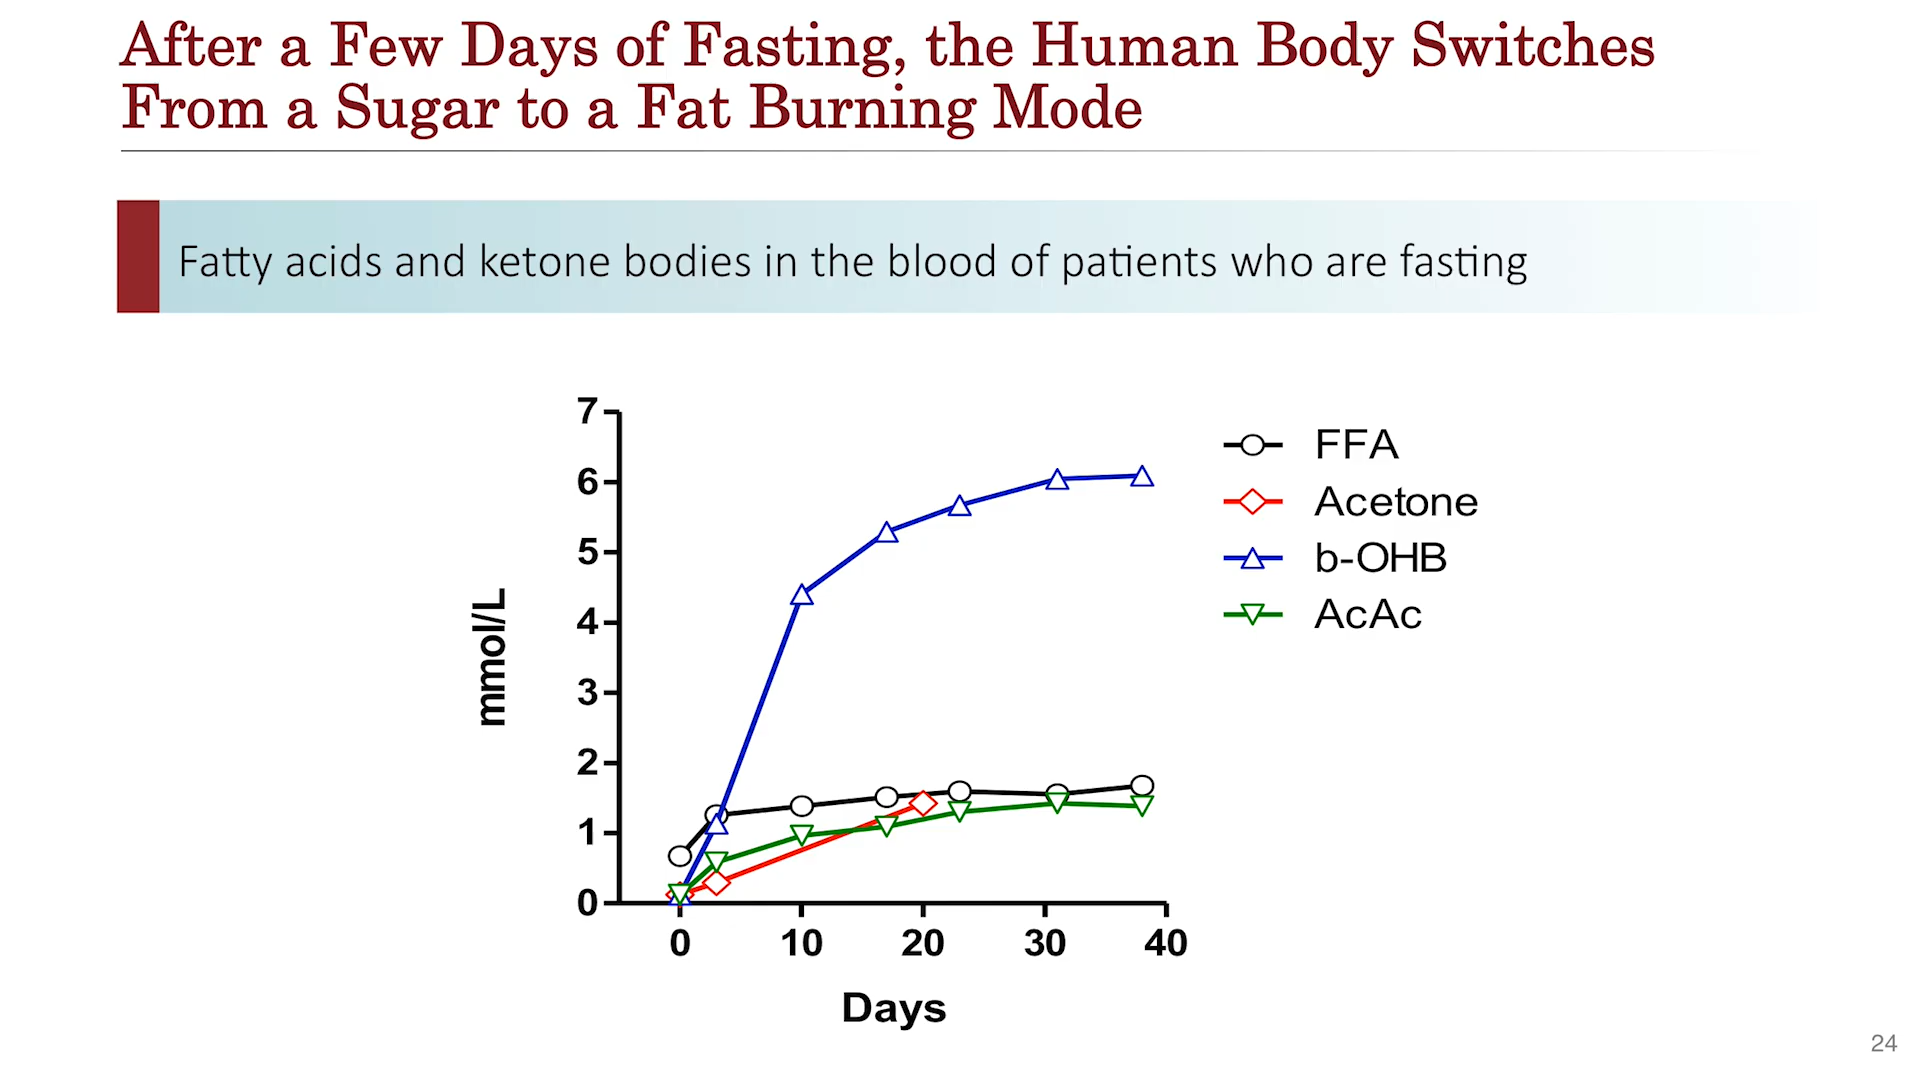 After a Few Days of Fasting, the Human Body Switches
From a Sugar to a Fat Burning Mode
Fatty acids and ketone bodies in the blood of patients who are fasting
7
6
5
4
3
2
1
0
mmol/L
0 10 20 30 40
Days
FFA
Acetone
b-OHB
AcAc
24